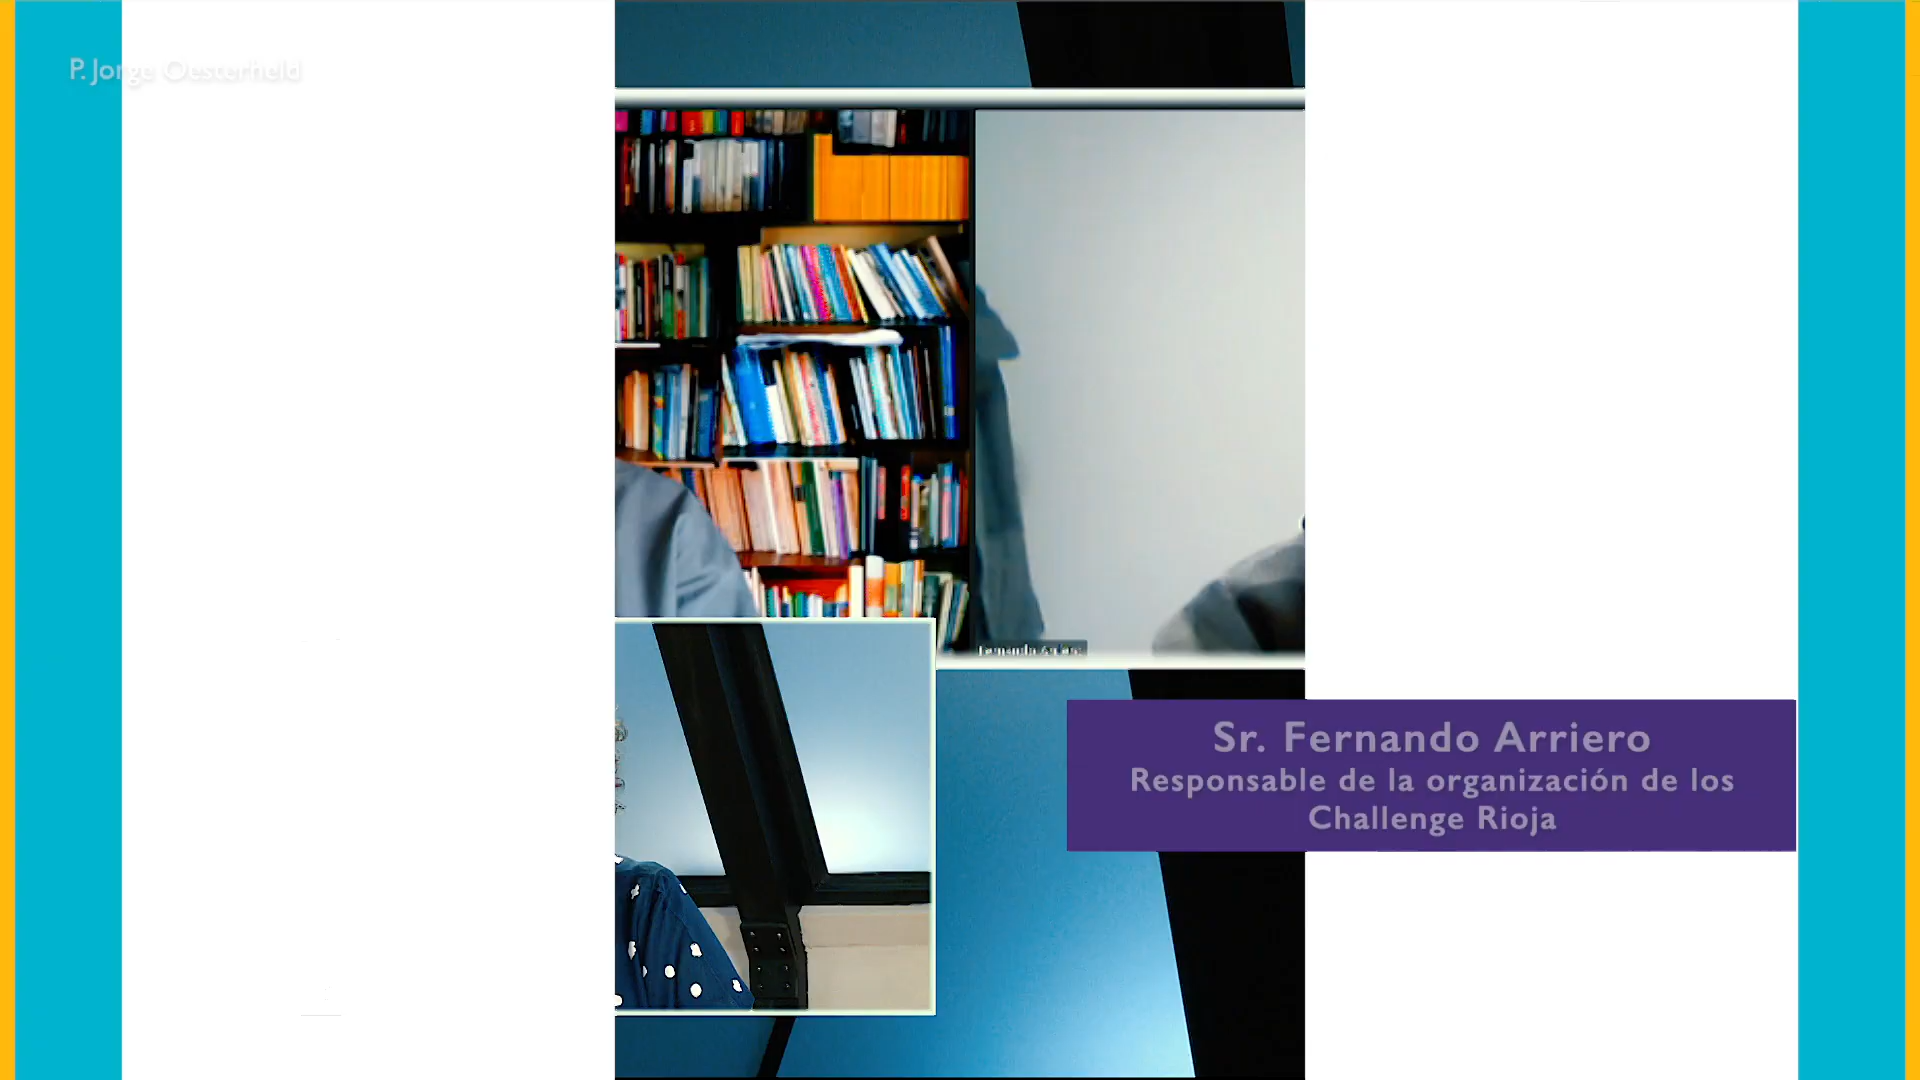 P. Jorge Oesterheld
Sr. Fernando Arriero
Responsable de la organización de los
Challenge Rioja